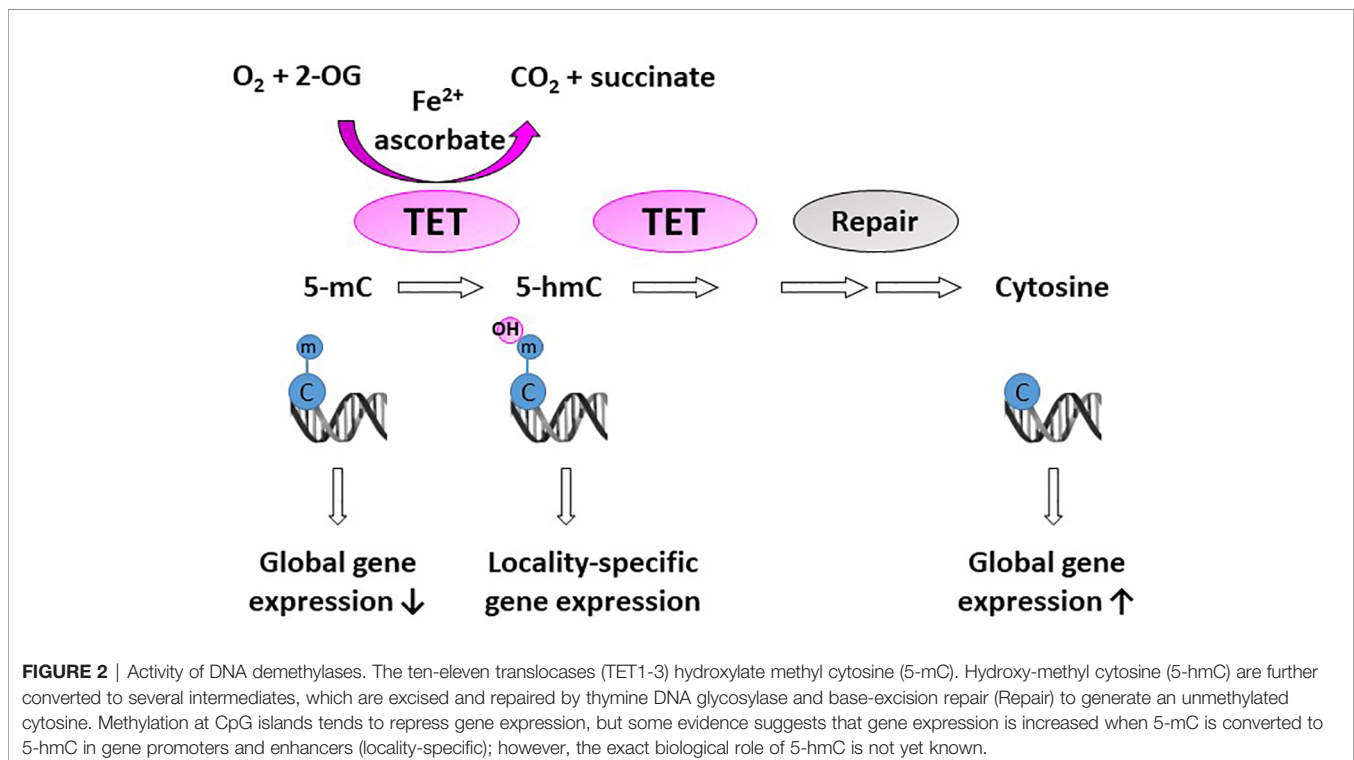 O₂ + 2-OG
CO₂ + succinate
Fe²⁺
ascorbate
TET
TET
Repair
5-mC
5-hmC
Cytosine
OH
m
m
C
C
C
Global gene
expression ↓
Locality-specific
gene expression
Global gene
expression ↑
FIGURE 2 | Activity of DNA demethylases. The ten-eleven translocases (TET1-3) hydroxylate methyl cytosine (5-mC). Hydroxy-methyl cytosine (5-hmC) are further
converted to several intermediates, which are excised and repaired by thymine DNA glycosylase and base-excision repair (Repair) to generate an unmethylated
cytosine. Methylation at CpG islands tends to repress gene expression, but some evidence suggests that gene expression is increased when 5-mC is converted to
5-hmC in gene promoters and enhancers (locality-specific); however, the exact biological role of 5-hmC is not yet known.